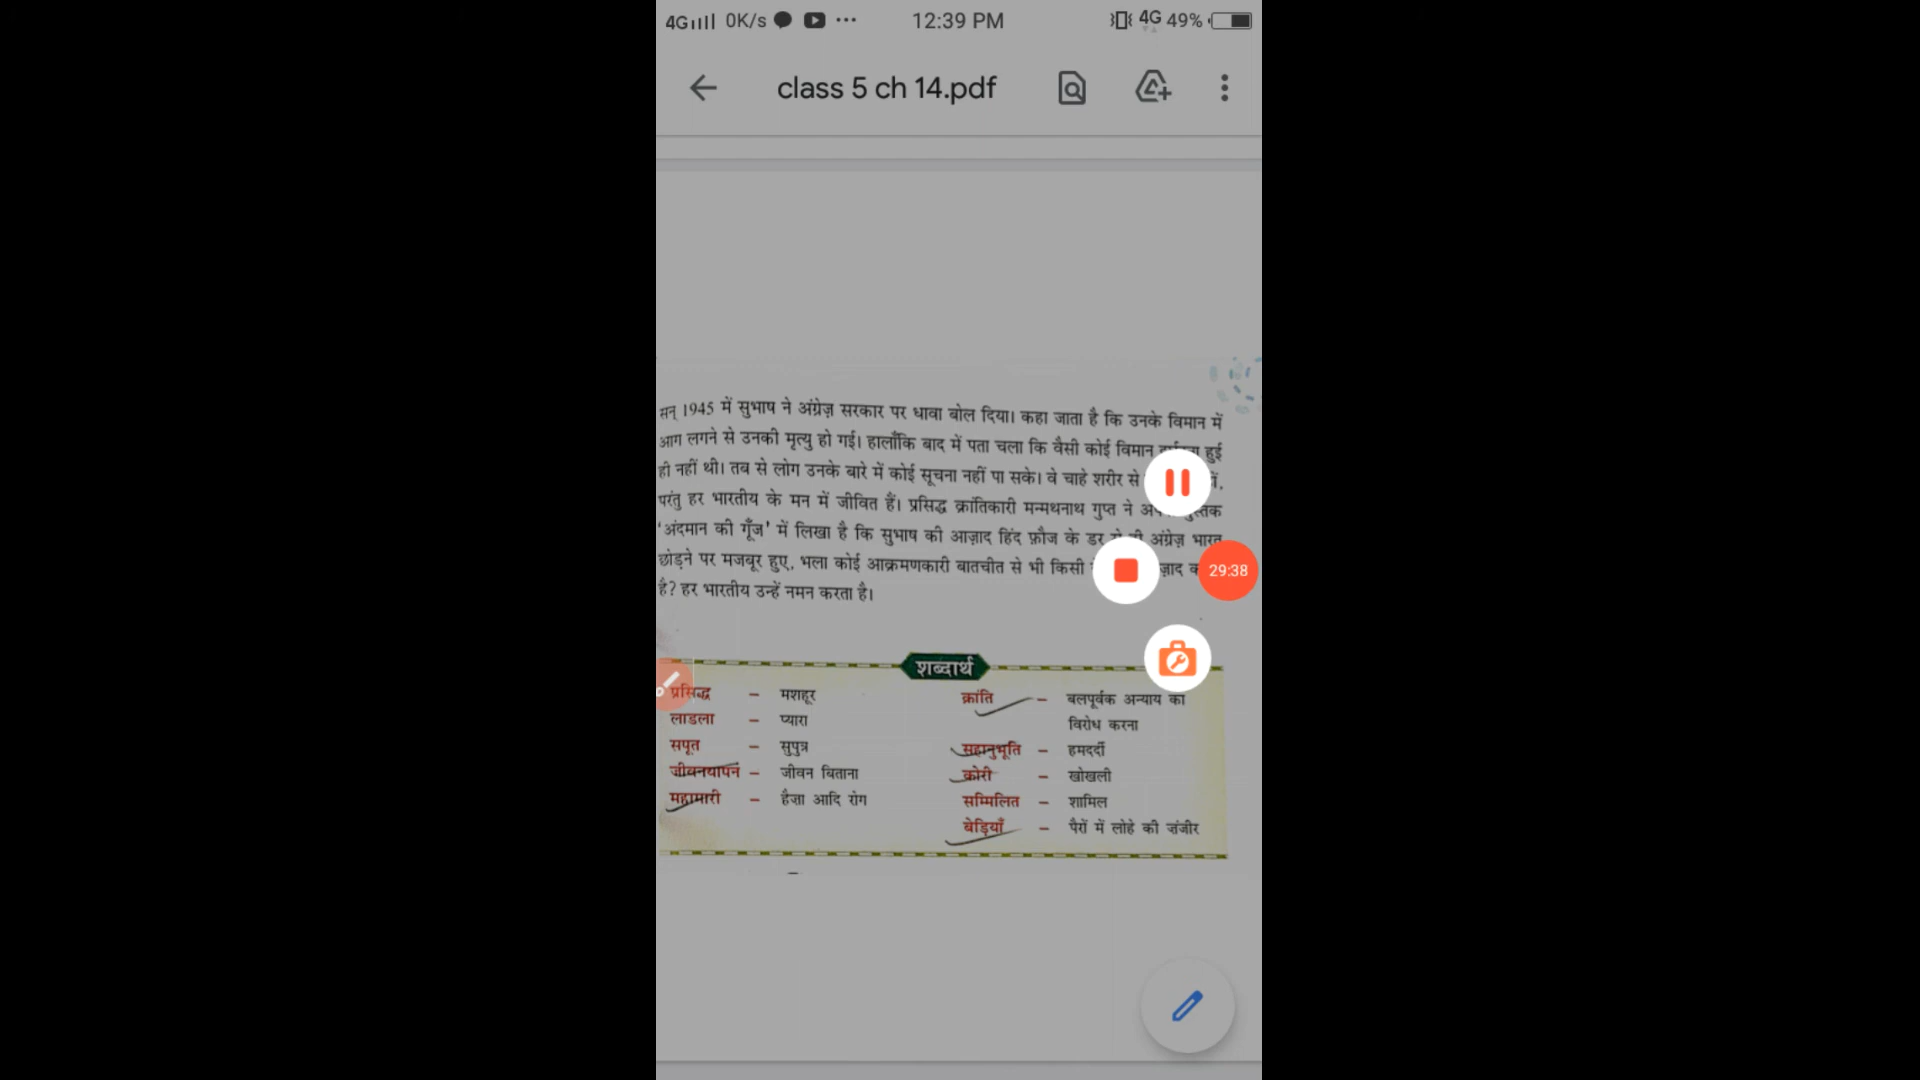 4G 0K/s ••• 12:39 PM 4G 49%
class 5 ch 14.pdf
सन् 1945 में सुभाष ने अंग्रेज़ सरकार पर धावा बोल दिया। कहा जाता है कि उनके विमान में
आग लगने से उनकी मृत्यु हो गई। हालाँकि बाद में पता चला कि वैसी कोई विमान हुई
ही नहीं थी। तब से लोग उनके बारे में कोई सूचना नहीं पा सके। वे चाहे शरीर से
परंतु हर भारतीय के मन में जीवित हैं। प्रसिद्ध क्रांतिकारी मन्मथनाथ गुप्त ने
'अंदमान की गूँज' में लिखा है कि सुभाष की आज़ाद हिंद फ़ौज के डर अंग्रेज़ भारत
छोड़ने पर मजबूर हुए, भला कोई आक्रमणकारी बातचीत से भी किसी
है? हर भारतीय उन्हें नमन करता है।
29:38
शब्दार्थ
प्रसिद्ध – मशहूर
लाडला – प्यारा
सपूत – सुपुत्र
जीवनयापन – जीवन बिताना
महामारी – हैज़ा आदि रोग
क्रांति – बलपूर्वक अन्याय का
विरोध करना
सहानुभूति – हमदर्दी
कोरी – खोखली
सम्मिलित – शामिल
बेड़ियाँ – पैरों में लोहे की ज़ंजीर